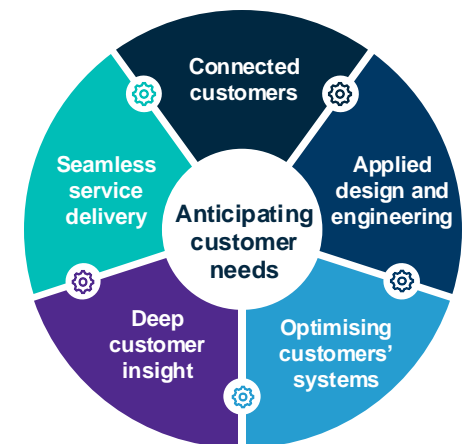 Connected
customers
Applied
design and
engineering
Optimising
customers’
systems
Deep
customer
insight
Seamless
service
delivery
Anticipating
customer
needs